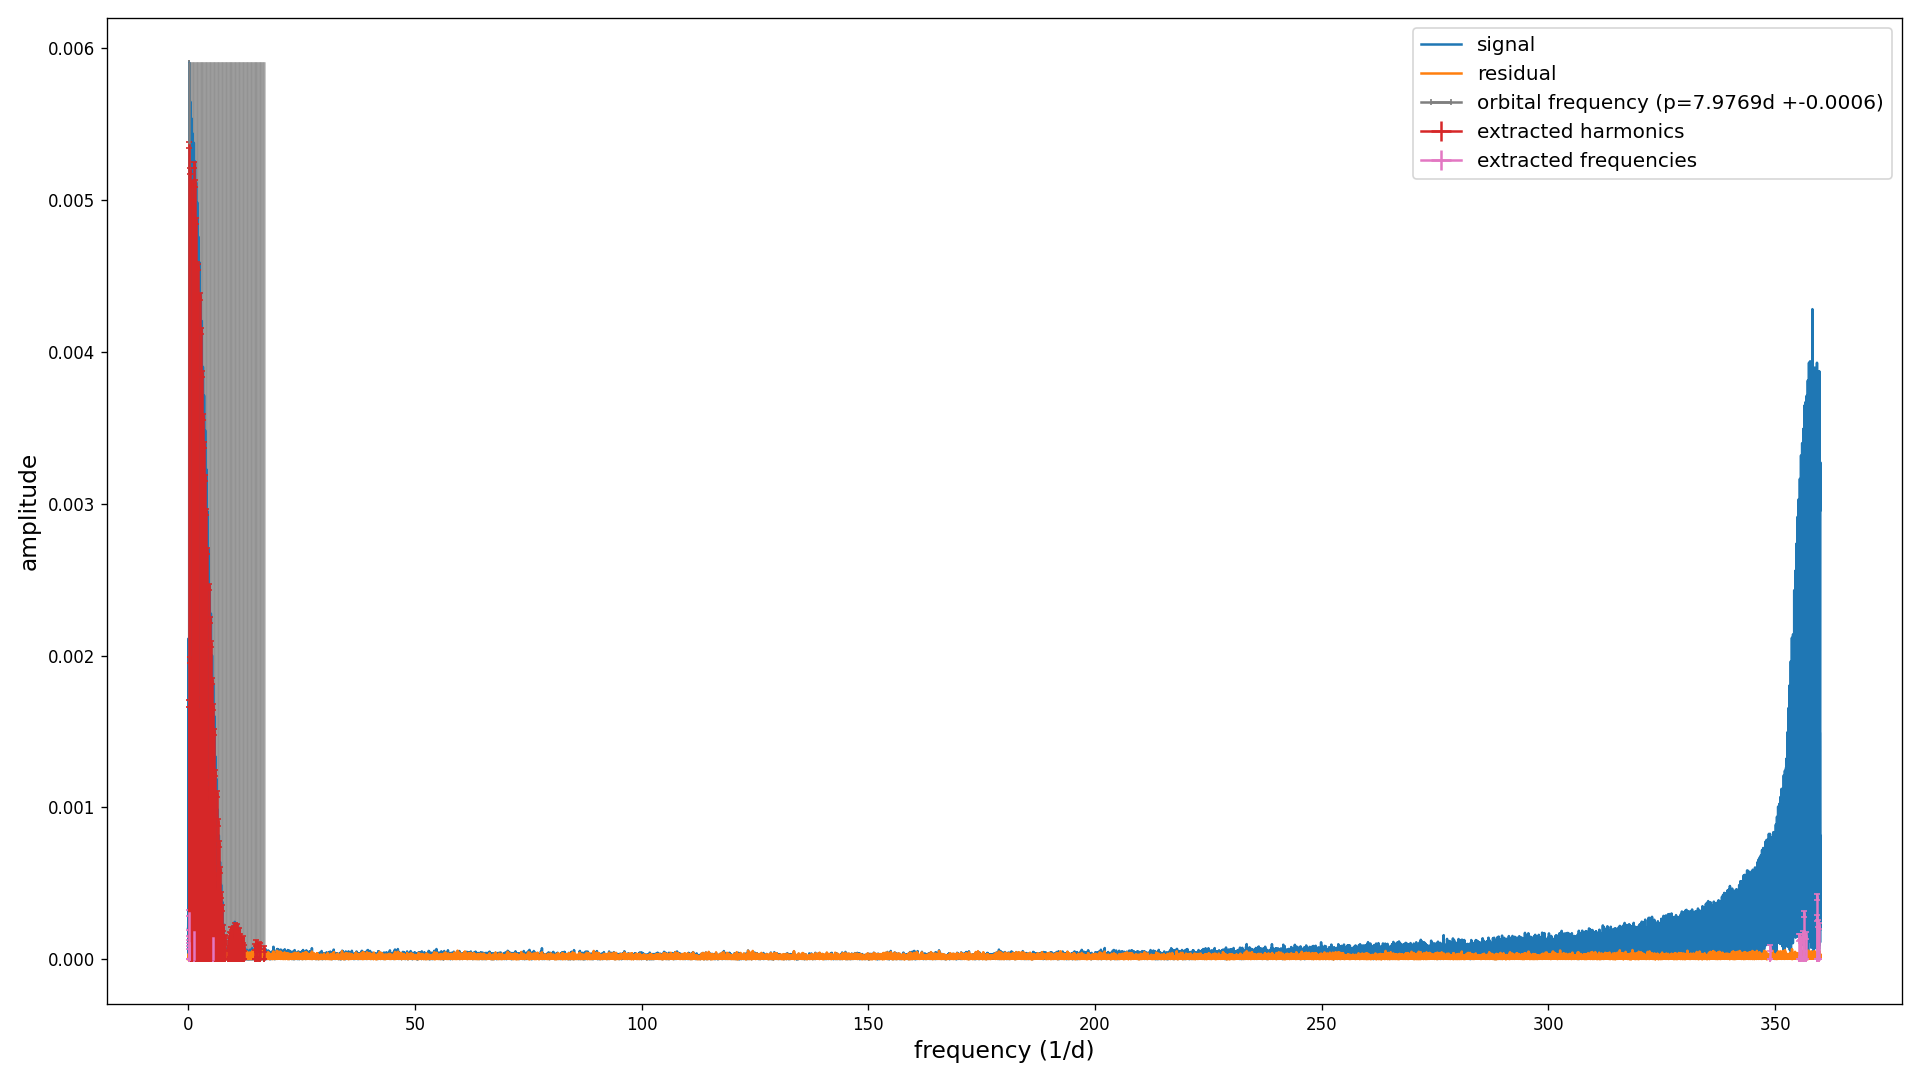 signal
residual
orbital frequency (p=7.9769d +-0.0006)
extracted harmonics
extracted frequencies
0.006
0.005
0.004
0.003
0.002
0.001
0.000
amplitude
0 50 100 150 200 250 300 350
frequency (1/d)